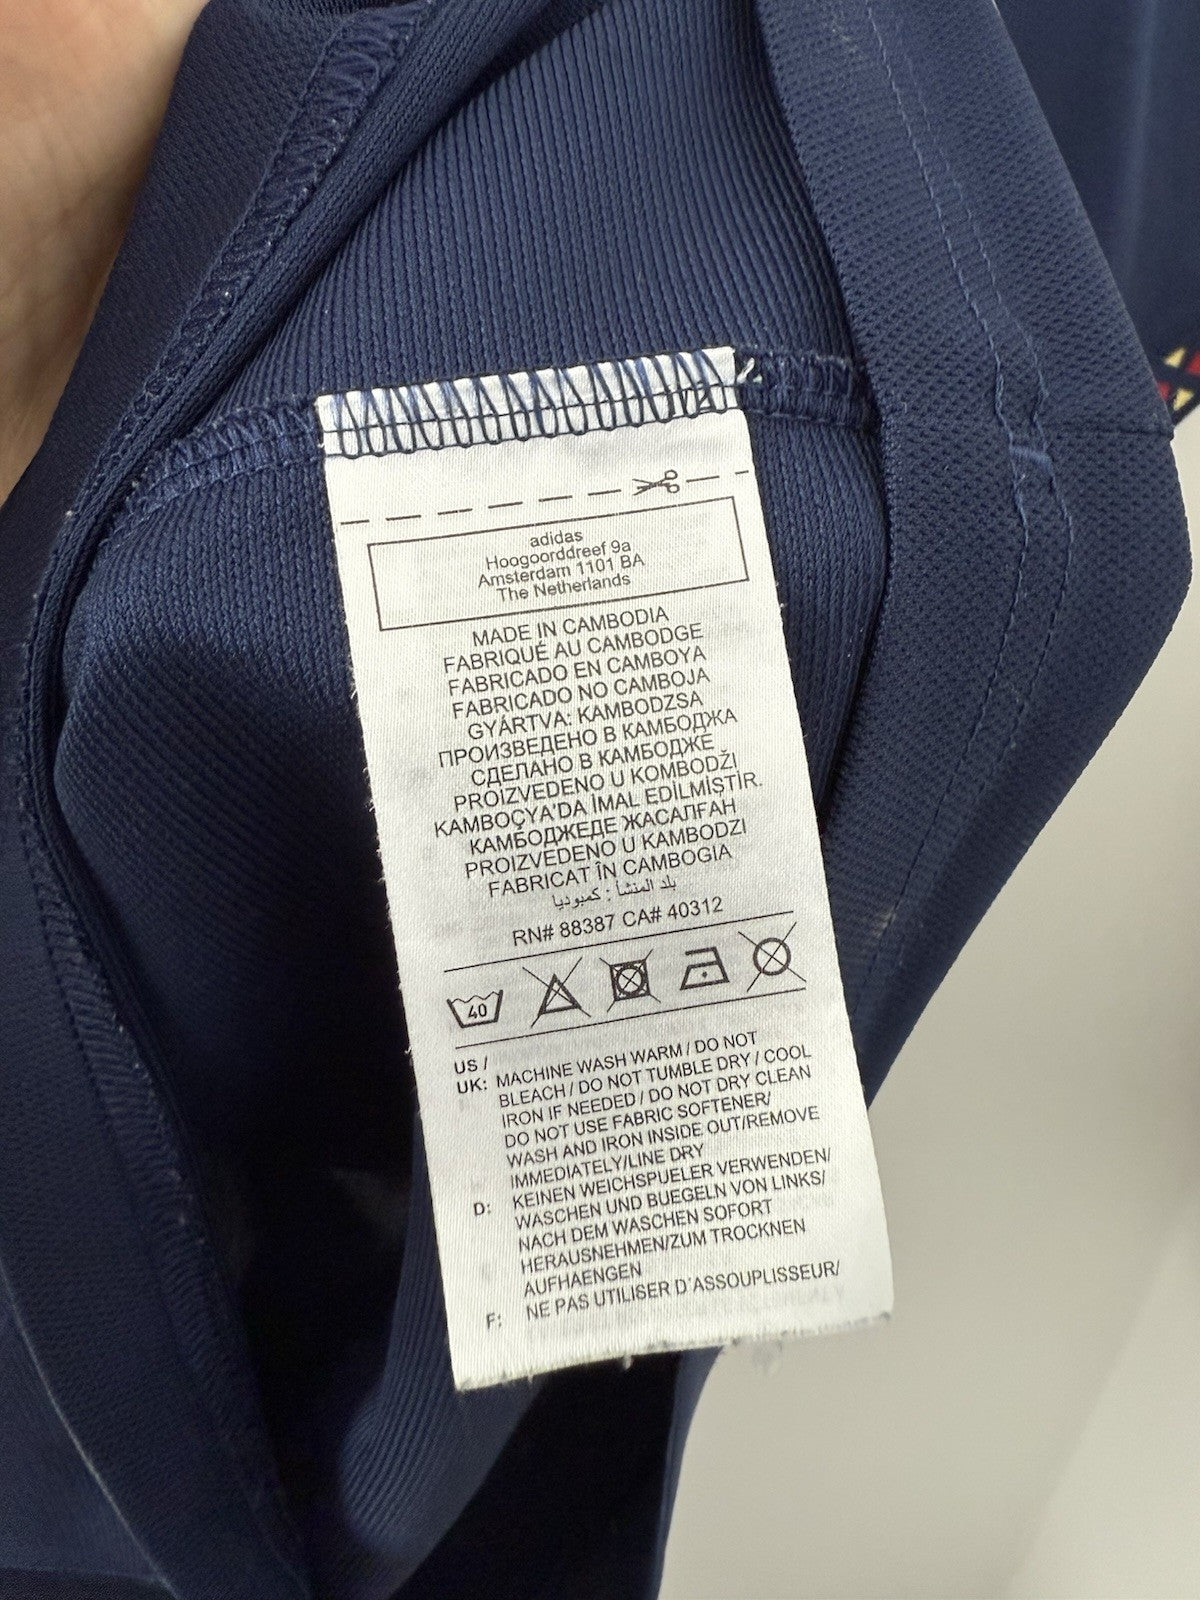 adidas
Hoogoorddreef 9a
Amsterdam 1101 BA
The Netherlands
MADE IN CAMBODIA
FABRIQUÉ AU CAMBODGE
FABRICADO EN CAMBOYA
FABRICADO NO CAMBOJA
GYÁRTVA: KAMBODZSA
ПРОИЗВЕДЕНО В КАМБОДЖА
СДЕЛАНО В КАМБОДЖЕ
PROIZVEDENO U KOMBODŽI
KAMBOÇYA'DA İMAL EDİLMİŞTİR.
КАМБОДЖЕДЕ ЖАСАЛҒАН
PROIZVEDENO U KAMBODZI
FABRICAT ÎN CAMBOGIA
بلد المنشأ : كمبوديا
RN# 88387 CA# 40312
40
US /
UK: MACHINE WASH WARM / DO NOT
BLEACH / DO NOT TUMBLE DRY / COOL
IRON IF NEEDED / DO NOT DRY CLEAN
DO NOT USE FABRIC SOFTENER/
WASH AND IRON INSIDE OUT/REMOVE
IMMEDIATELY/LINE DRY
D: KEINEN WEICHSPUELER VERWENDEN/
WASCHEN UND BUEGELN VON LINKS/
NACH DEM WASCHEN SOFORT
HERAUSNEHMEN/ZUM TROCKNEN
AUFHAENGEN
F: NE PAS UTILISER D'ASSOUPLISSEUR/